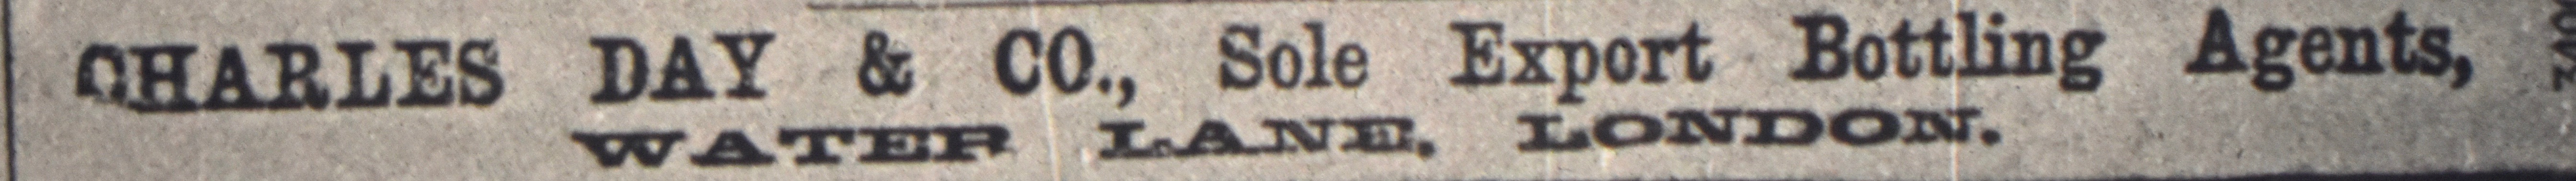 CHARLES DAY & CO., Sole Export Bottling Agents,
WATER LANE, LONDON.